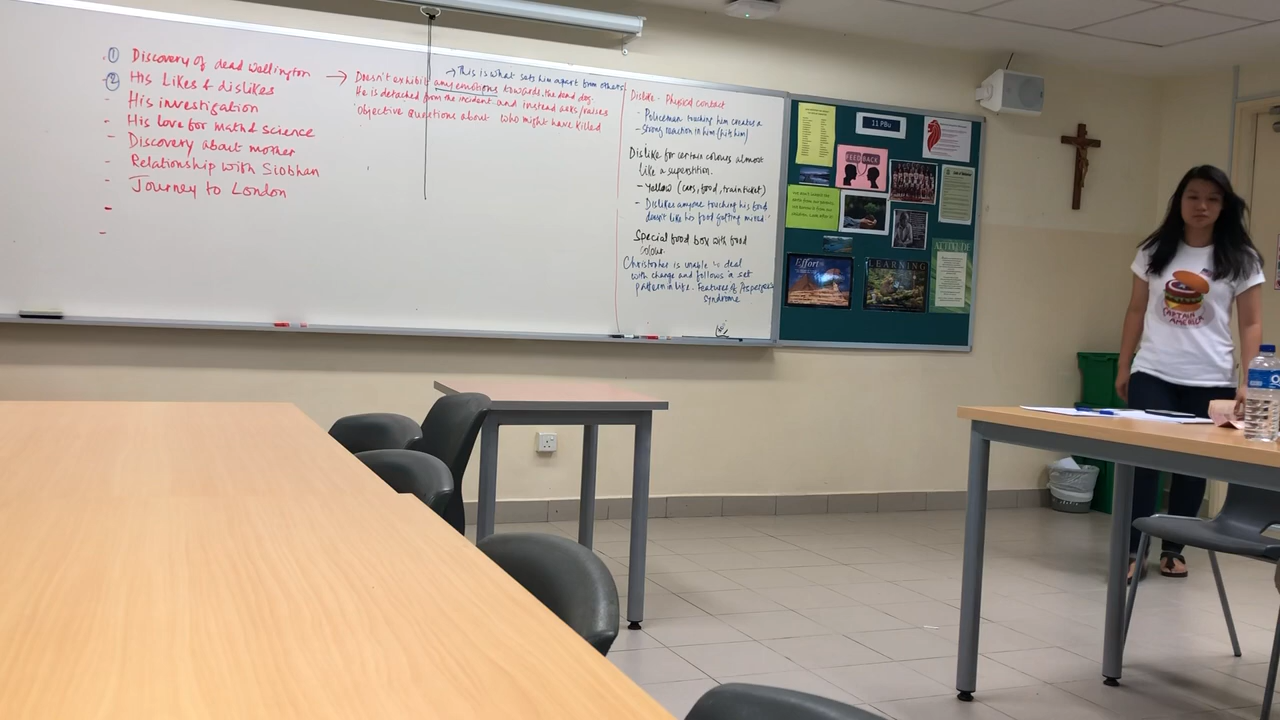 ① Discovery of dead Wellington
② His Likes & dislikes
- His investigation
- His love for maths & science
- Discovery about mother
- Relationship with Siobhan
- Journey to London
-
-
→ This is what sets him apart from others
→ Doesn't exhibit any emotions towards the dead dog.
He is detached from the incident and instead asks/raises
objective questions about who might have killed
Dislike - Physical contact
- Policeman touching him creates a
- strong reaction in him (hits him)
Dislike for certain colours almost
like a superstition.
- Yellow (cars, food, train ticket)
- Dislikes anyone touching his food
doesn't like his food getting mixed
Special food box with food
colour.
Christopher is unable to deal
with change and follows a set
pattern in life. Features of Asperger's
syndrome
11 PBu
FEEDBACK
Effort
LEARNING
ATTITUDE
CAPTAIN
AMERICA